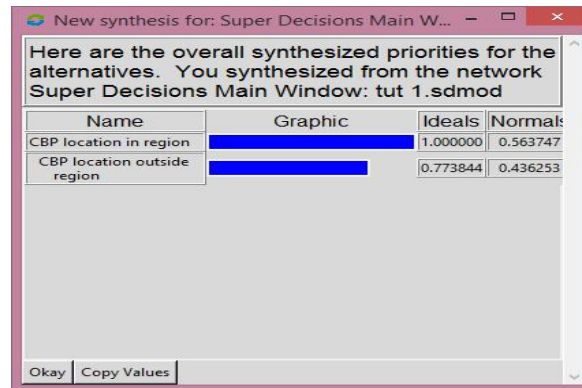 New synthesis for: Super Decisions Main W...
Here are the overall synthesized priorities for the
alternatives. You synthesized from the network
Super Decisions Main Window: tut 1.sdmod
Name Graphic Ideals Normals
CBP location in region 1.000000 0.563747
CBP location outside
region 0.773844 0.436253
Okay Copy Values